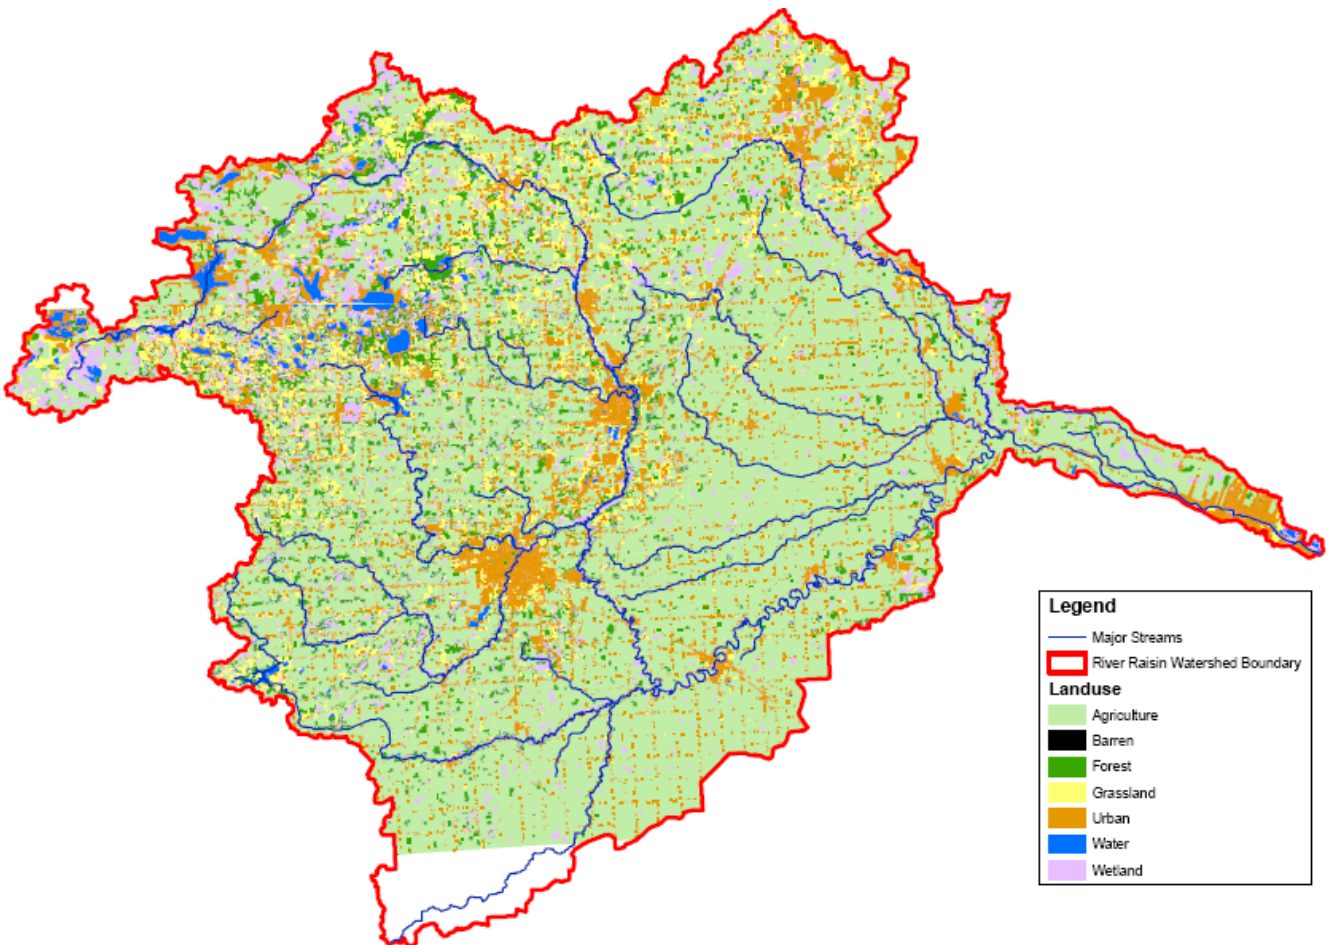 Legend
Major Streams
River Raisin Watershed Boundary
Landuse
Agriculture
Barren
Forest
Grassland
Urban
Water
Wetland